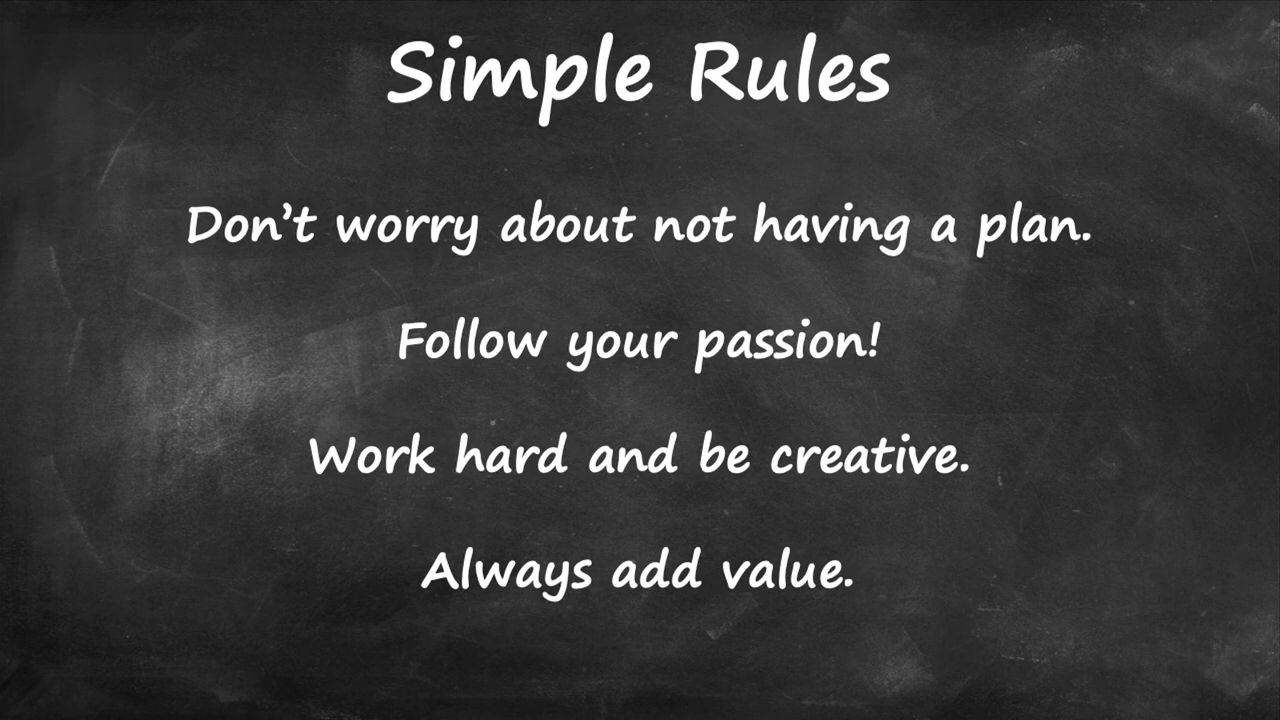 Simple Rules
Don’t worry about not having a plan.
Follow your passion!
Work hard and be creative.
Always add value.